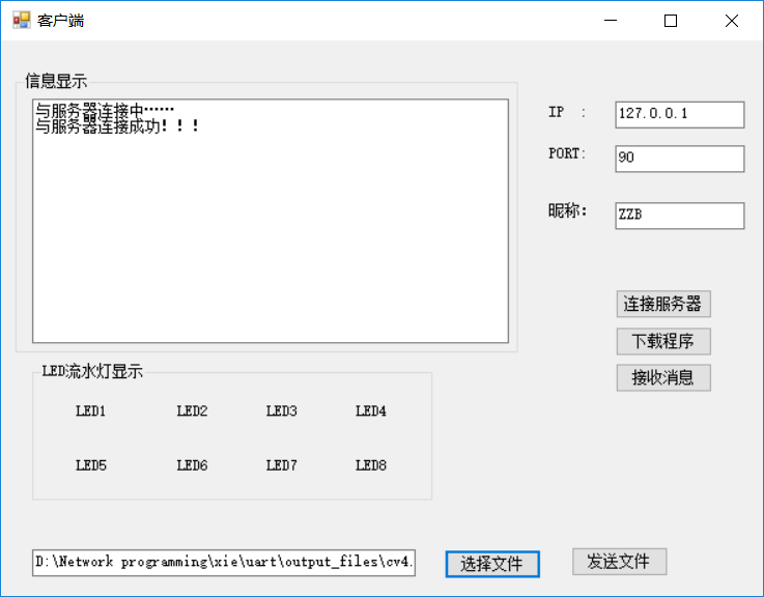 客户端
信息显示
与服务器连接中……
与服务器连接成功！！！
IP :
127.0.0.1
PORT:
90
昵称:
ZZB
连接服务器
下载程序
接收消息
LED流水灯显示
LED1 LED2 LED3 LED4
LED5 LED6 LED7 LED8
D:\Network programming\xie\uart\output_files\cv4.
选择文件
发送文件